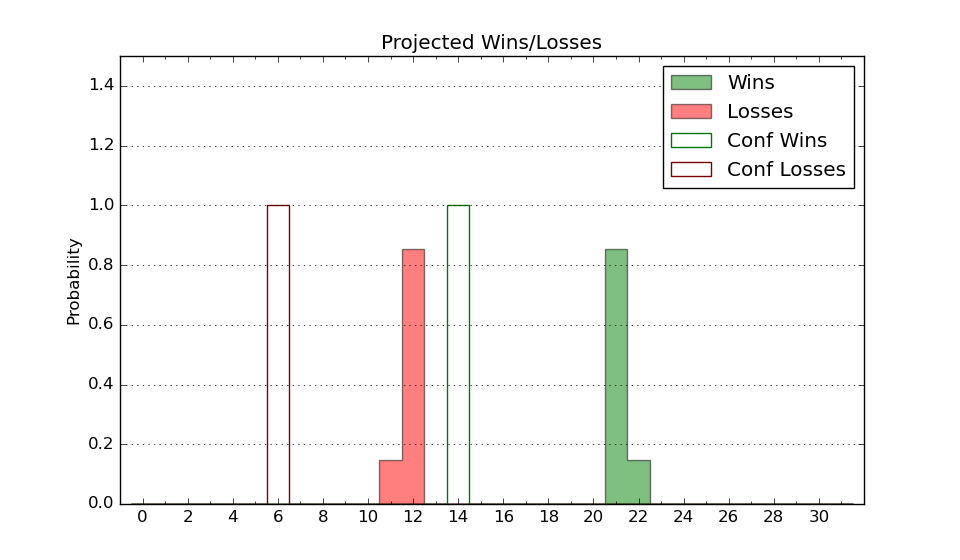 Projected Wins/Losses
Wins
Losses
Conf Wins
Conf Losses
Probability
1.4
1.2
1.0
0.8
0.6
0.4
0.2
0.0
0 2 4 6 8 10 12 14 16 18 20 22 24 26 28 30